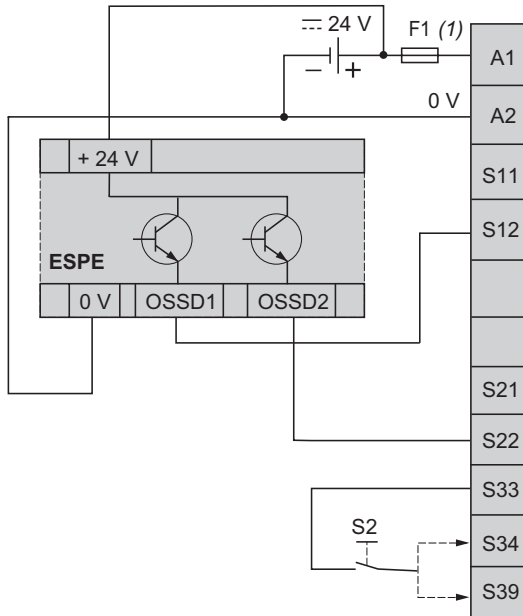 24 V
F1 (1)
A1
− +
0 V
A2
+ 24 V
S11
S12
ESPE
0 V
OSSD1
OSSD2
S21
S22
S33
S2
S34
S39